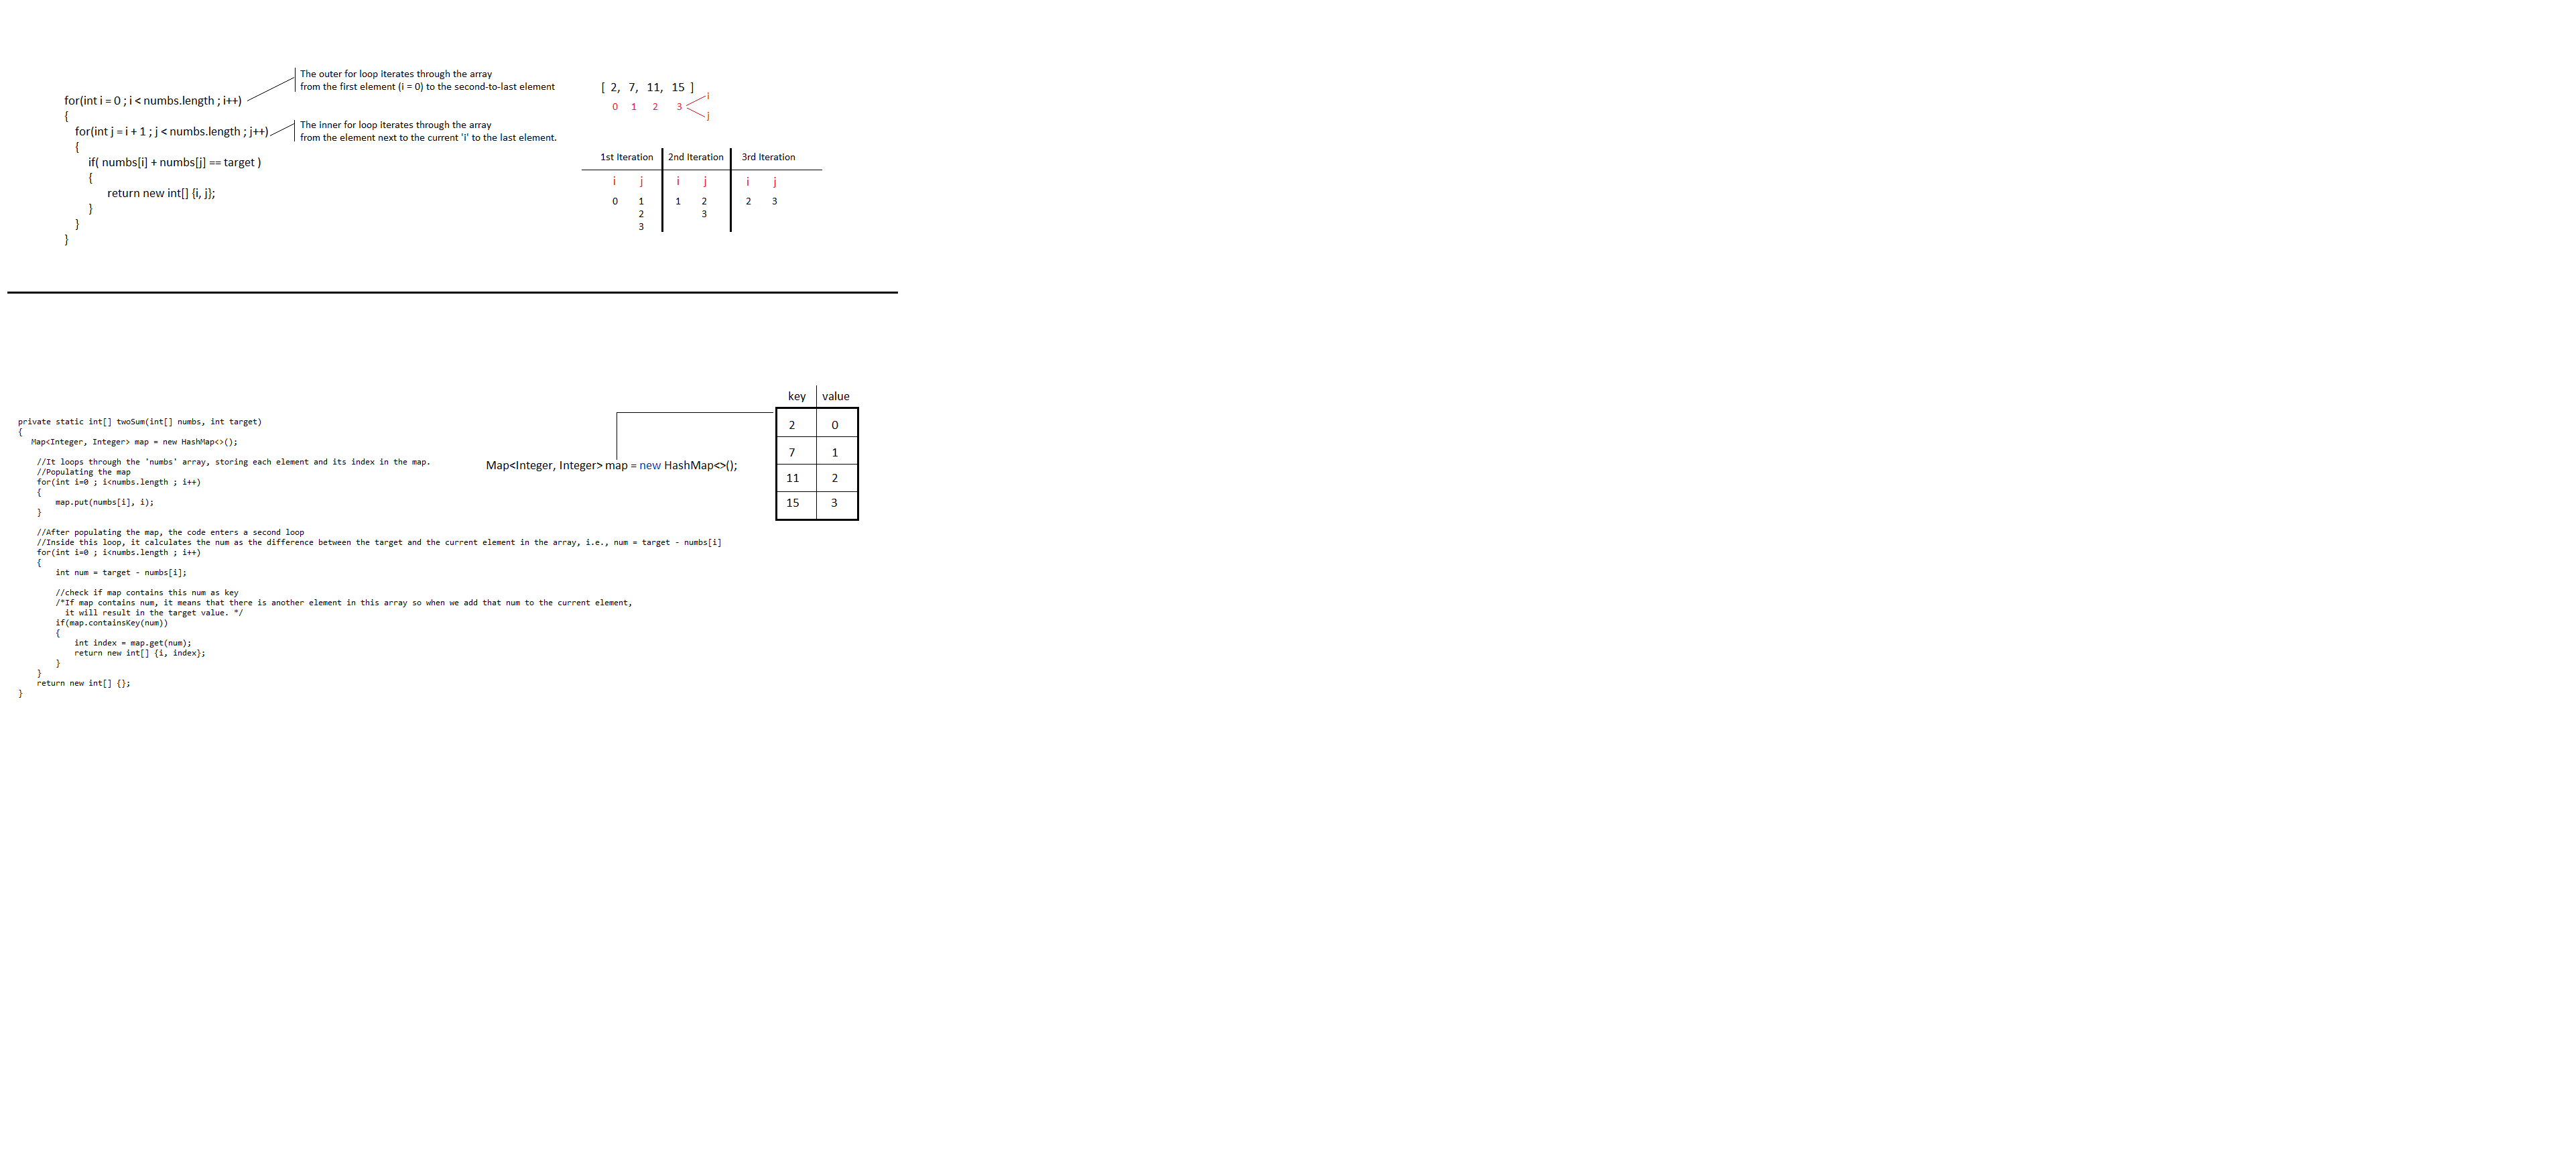 for(int i = 0 ; i < numbs.length ; i++)
{
for(int j = i + 1 ; j < numbs.length ; j++)
{
if( numbs[i] + numbs[j] == target )
{
return new int[] {i, j};
}
}
}
The outer for loop iterates through the array
from the first element (i = 0) to the second-to-last element
The inner for loop iterates through the array
from the element next to the current 'i' to the last element.
[ 2, 7, 11, 15 ]
0 1 2 3
i
j
1st Iteration 2nd Iteration 3rd Iteration
i j i j i j
0 1 1 2 2 3
2 3
3
private static int[] twoSum(int[] numbs, int target)
{
Map<Integer, Integer> map = new HashMap<>();
//It loops through the 'numbs' array, storing each element and its index in the map.
//Populating the map
for(int i=0 ; i<numbs.length ; i++)
{
map.put(numbs[i], i);
}
//After populating the map, the code enters a second loop
//Inside this loop, it calculates the num as the difference between the target and the current element in the array, i.e., num = target - numbs[i]
for(int i=0 ; i<numbs.length ; i++)
{
int num = target - numbs[i];
//check if map contains this num as key
/*If map contains num, it means that there is another element in this array so when we add that num to the current element,
it will result in the target value. */
if(map.containsKey(num))
{
int index = map.get(num);
return new int[] {i, index};
}
}
return new int[] {};
}
Map<Integer, Integer> map = new HashMap<>();
key value
2 0
7 1
11 2
15 3